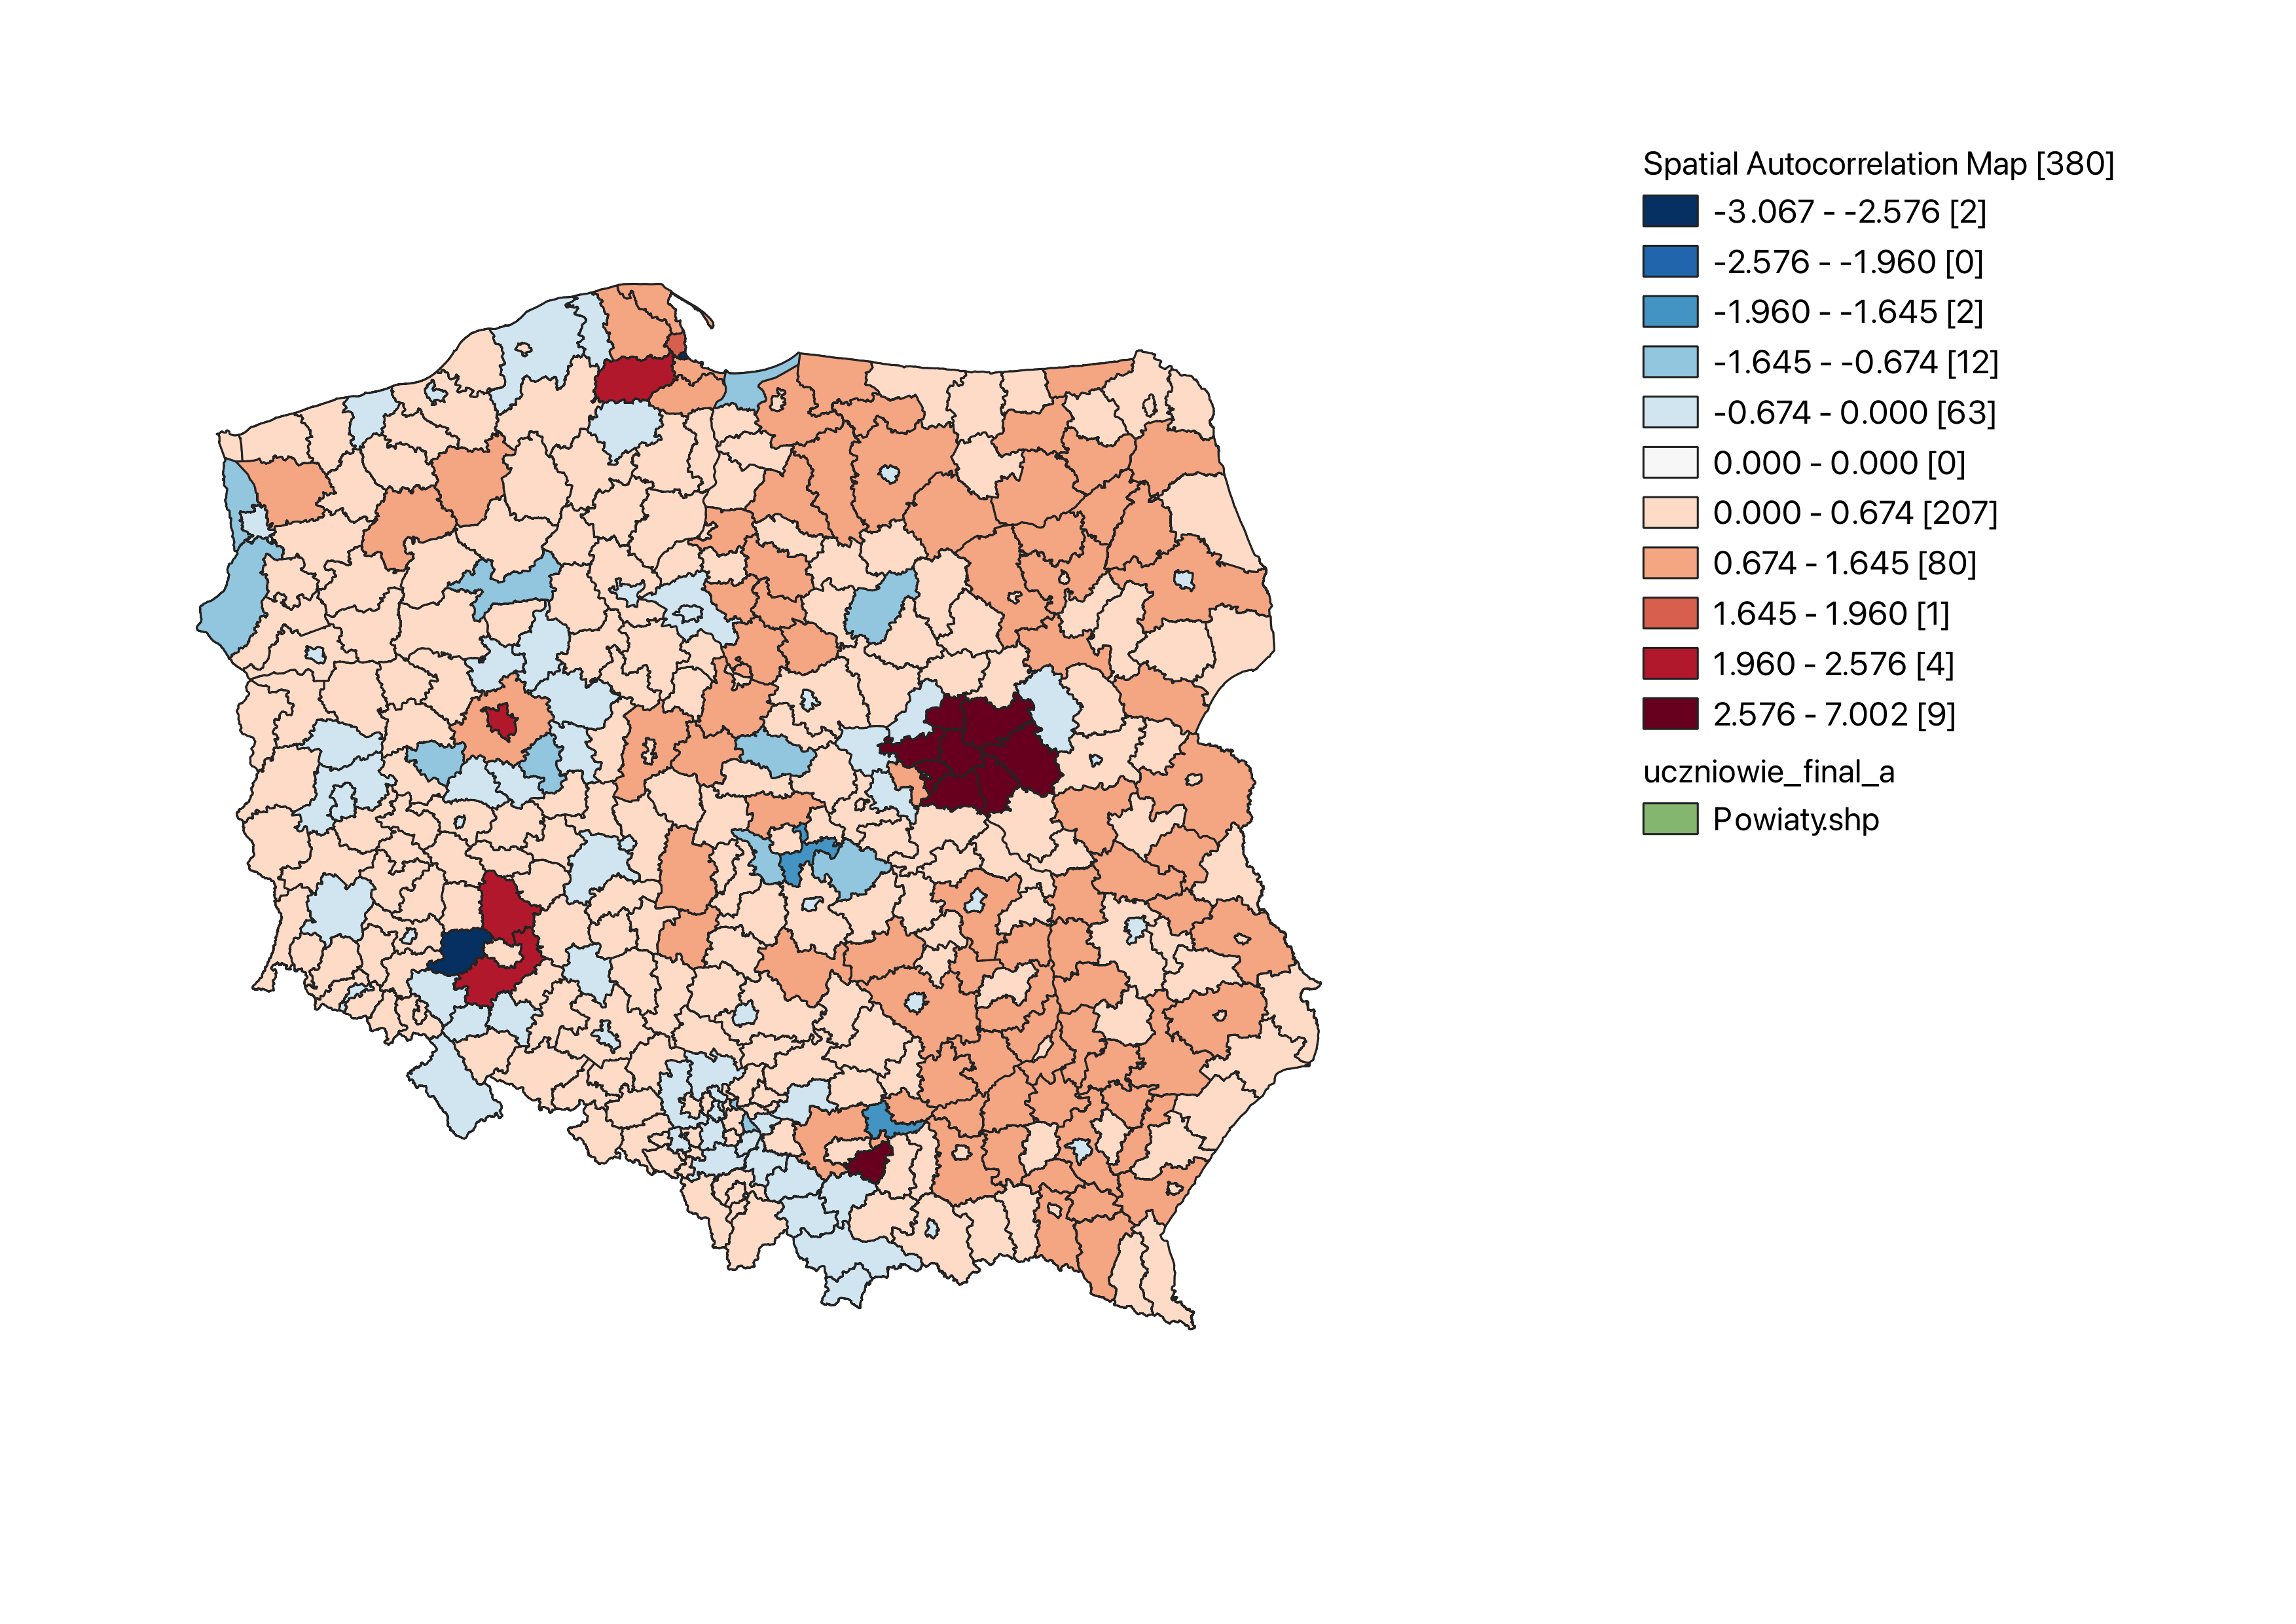 Spatial Autocorrelation Map [380]
-3.067 - -2.576 [2]
-2.576 - -1.960 [0]
-1.960 - -1.645 [2]
-1.645 - -0.674 [12]
-0.674 - 0.000 [63]
0.000 - 0.000 [0]
0.000 - 0.674 [207]
0.674 - 1.645 [80]
1.645 - 1.960 [1]
1.960 - 2.576 [4]
2.576 - 7.002 [9]
uczniowie_final_a
Powiaty.shp